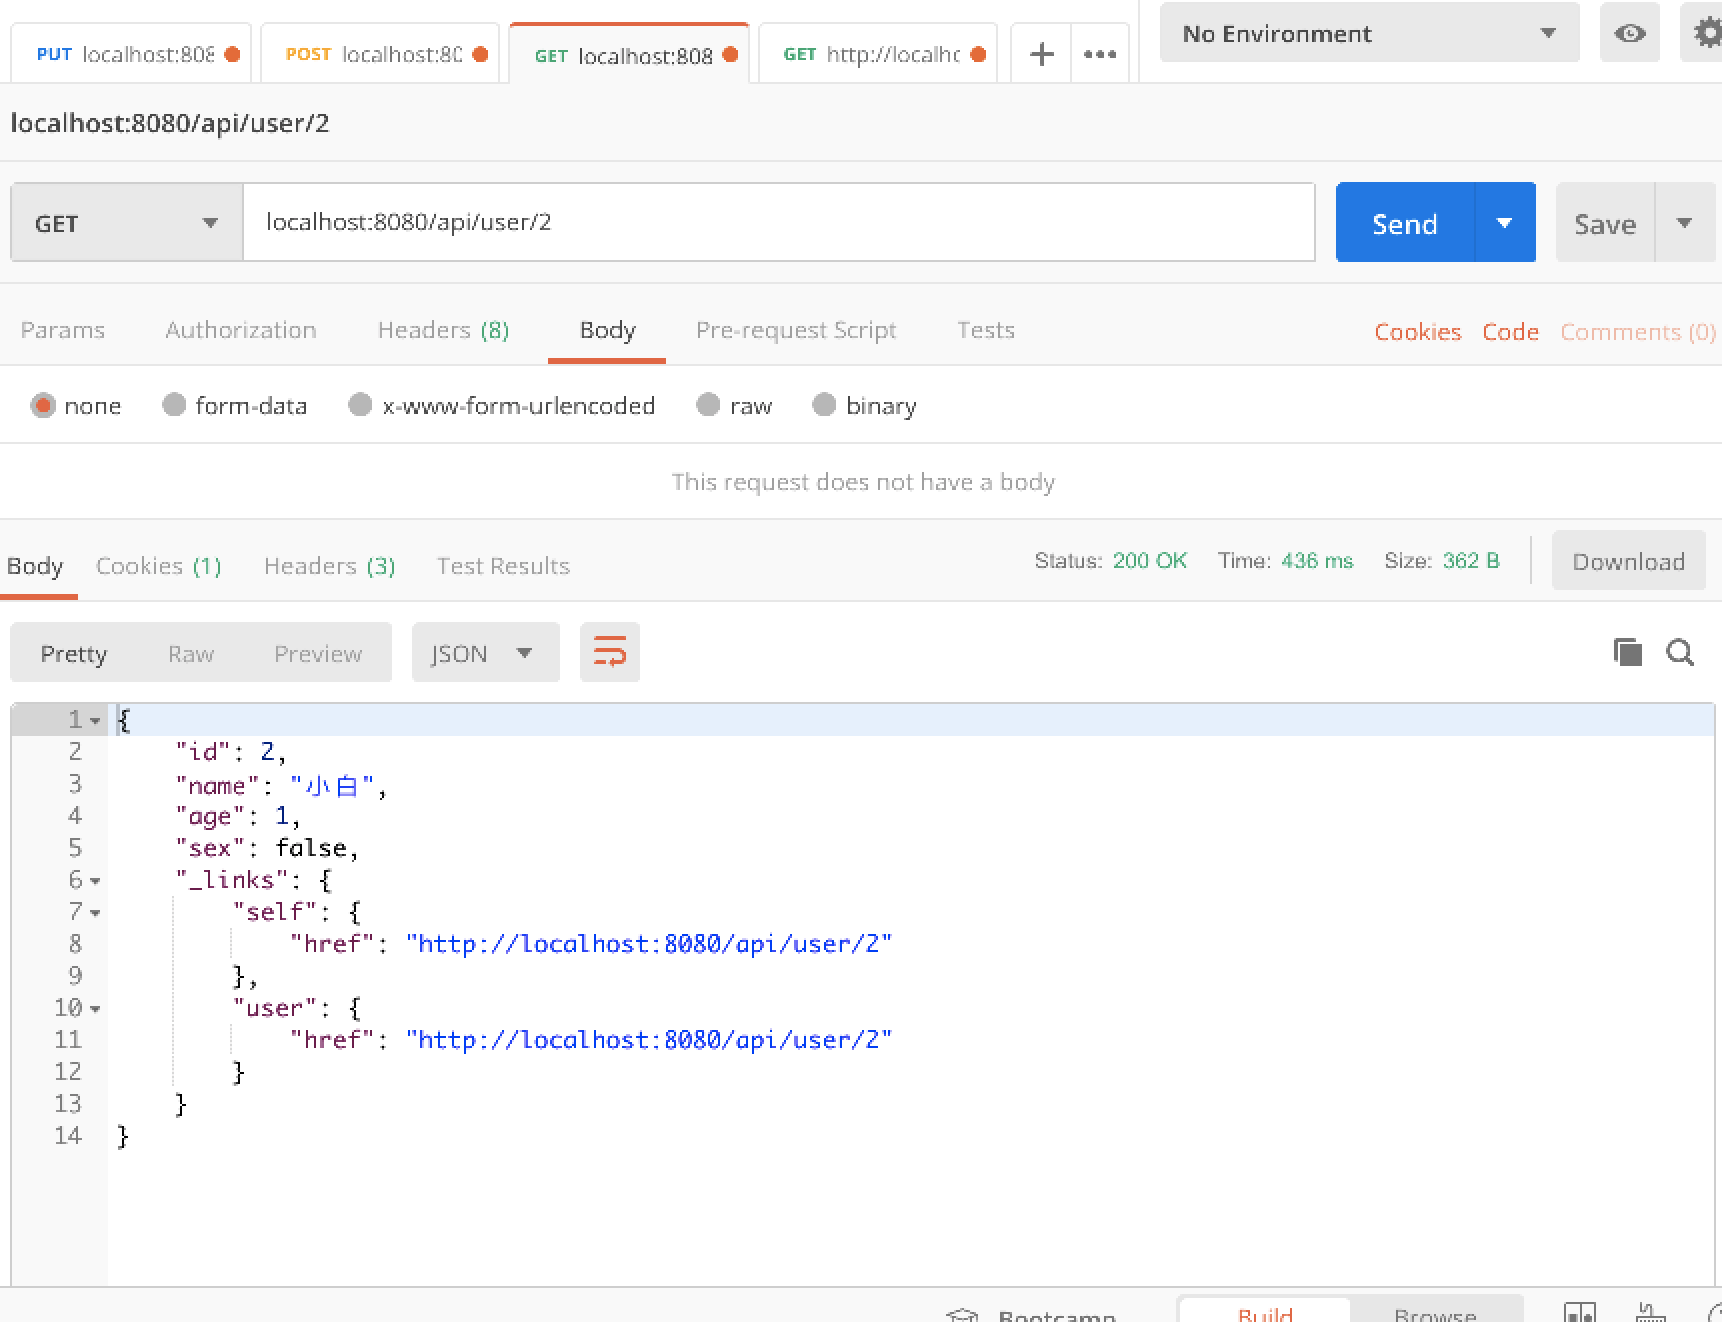 PUT localhost:808 POST localhost:80 GET localhost:808 GET http://localhc No Environment
localhost:8080/api/user/2
GET localhost:8080/api/user/2 Send Save
Params Authorization Headers (8) Body Pre-request Script Tests Cookies Code Comments (0)
none form-data x-www-form-urlencoded raw binary
This request does not have a body
Body Cookies (1) Headers (3) Test Results Status: 200 OK Time: 436 ms Size: 362 B Download
Pretty Raw Preview JSON
1 {
2 "id": 2,
3 "name": "小白",
4 "age": 1,
5 "sex": false,
6 "_links": {
7 "self": {
8 "href": "http://localhost:8080/api/user/2"
9 },
10 "user": {
11 "href": "http://localhost:8080/api/user/2"
12 }
13 }
14 }
Bootcamp Build Browse